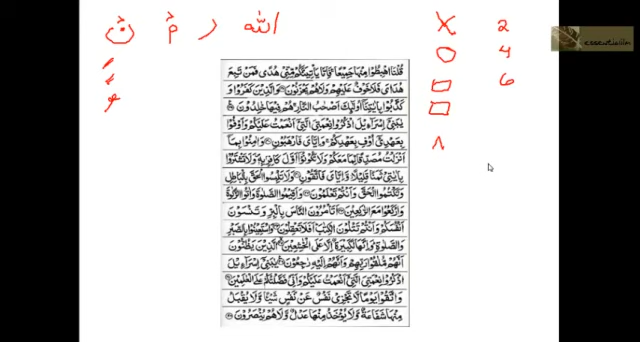 الله ر مّ نّ
X 2
O 4
6
٨
essentialilm
قُلْنَا اهْبِطُوا مِنْهَا جَمِيعًا فَإِمَّا يَأْتِيَنَّكُمْ مِنِّي هُدًى فَمَنْ تَبِعَ
هُدَايَ فَلَا خَوْفٌ عَلَيْهِمْ وَلَا هُمْ يَحْزَنُونَ وَالَّذِينَ كَفَرُوا وَ
كَذَّبُوا بِآيَاتِنَا أُولَٰئِكَ أَصْحَابُ النَّارِ هُمْ فِيهَا خَالِدُونَ
يَا بَنِي إِسْرَائِيلَ اذْكُرُوا نِعْمَتِيَ الَّتِي أَنْعَمْتُ عَلَيْكُمْ وَأَوْفُوا
بِعَهْدِي أُوفِ بِعَهْدِكُمْ وَإِيَّايَ فَارْهَبُونِ وَآمِنُوا بِمَا
أَنْزَلْتُ مُصَدِّقًا لِمَا مَعَكُمْ وَلَا تَكُونُوا أَوَّلَ كَافِرٍ بِهِ وَلَا تَشْتَرُوا
بِآيَاتِي ثَمَنًا قَلِيلًا وَإِيَّايَ فَاتَّقُونِ وَلَا تَلْبِسُوا الْحَقَّ بِالْبَاطِلِ
وَتَكْتُمُوا الْحَقَّ وَأَنْتُمْ تَعْلَمُونَ وَأَقِيمُوا الصَّلَاةَ وَآتُوا الزَّكَاةَ
وَارْكَعُوا مَعَ الرَّاكِعِينَ أَتَأْمُرُونَ النَّاسَ بِالْبِرِّ وَتَنْسَوْنَ
أَنْفُسَكُمْ وَأَنْتُمْ تَتْلُونَ الْكِتَابَ أَفَلَا تَعْقِلُونَ وَاسْتَعِينُوا بِالصَّبْرِ
وَالصَّلَاةِ وَإِنَّهَا لَكَبِيرَةٌ إِلَّا عَلَى الْخَاشِعِينَ الَّذِينَ يَظُنُّونَ
أَنَّهُمْ مُلَاقُو رَبِّهِمْ وَأَنَّهُمْ إِلَيْهِ رَاجِعُونَ يَا بَنِي إِسْرَائِيلَ
اذْكُرُوا نِعْمَتِيَ الَّتِي أَنْعَمْتُ عَلَيْكُمْ وَأَنِّي فَضَّلْتُكُمْ عَلَى الْعَالَمِينَ
وَاتَّقُوا يَوْمًا لَا تَجْزِي نَفْسٌ عَنْ نَفْسٍ شَيْئًا وَلَا يُقْبَلُ
مِنْهَا شَفَاعَةٌ وَلَا يُؤْخَذُ مِنْهَا عَدْلٌ وَلَا هُمْ يُنْصَرُونَ